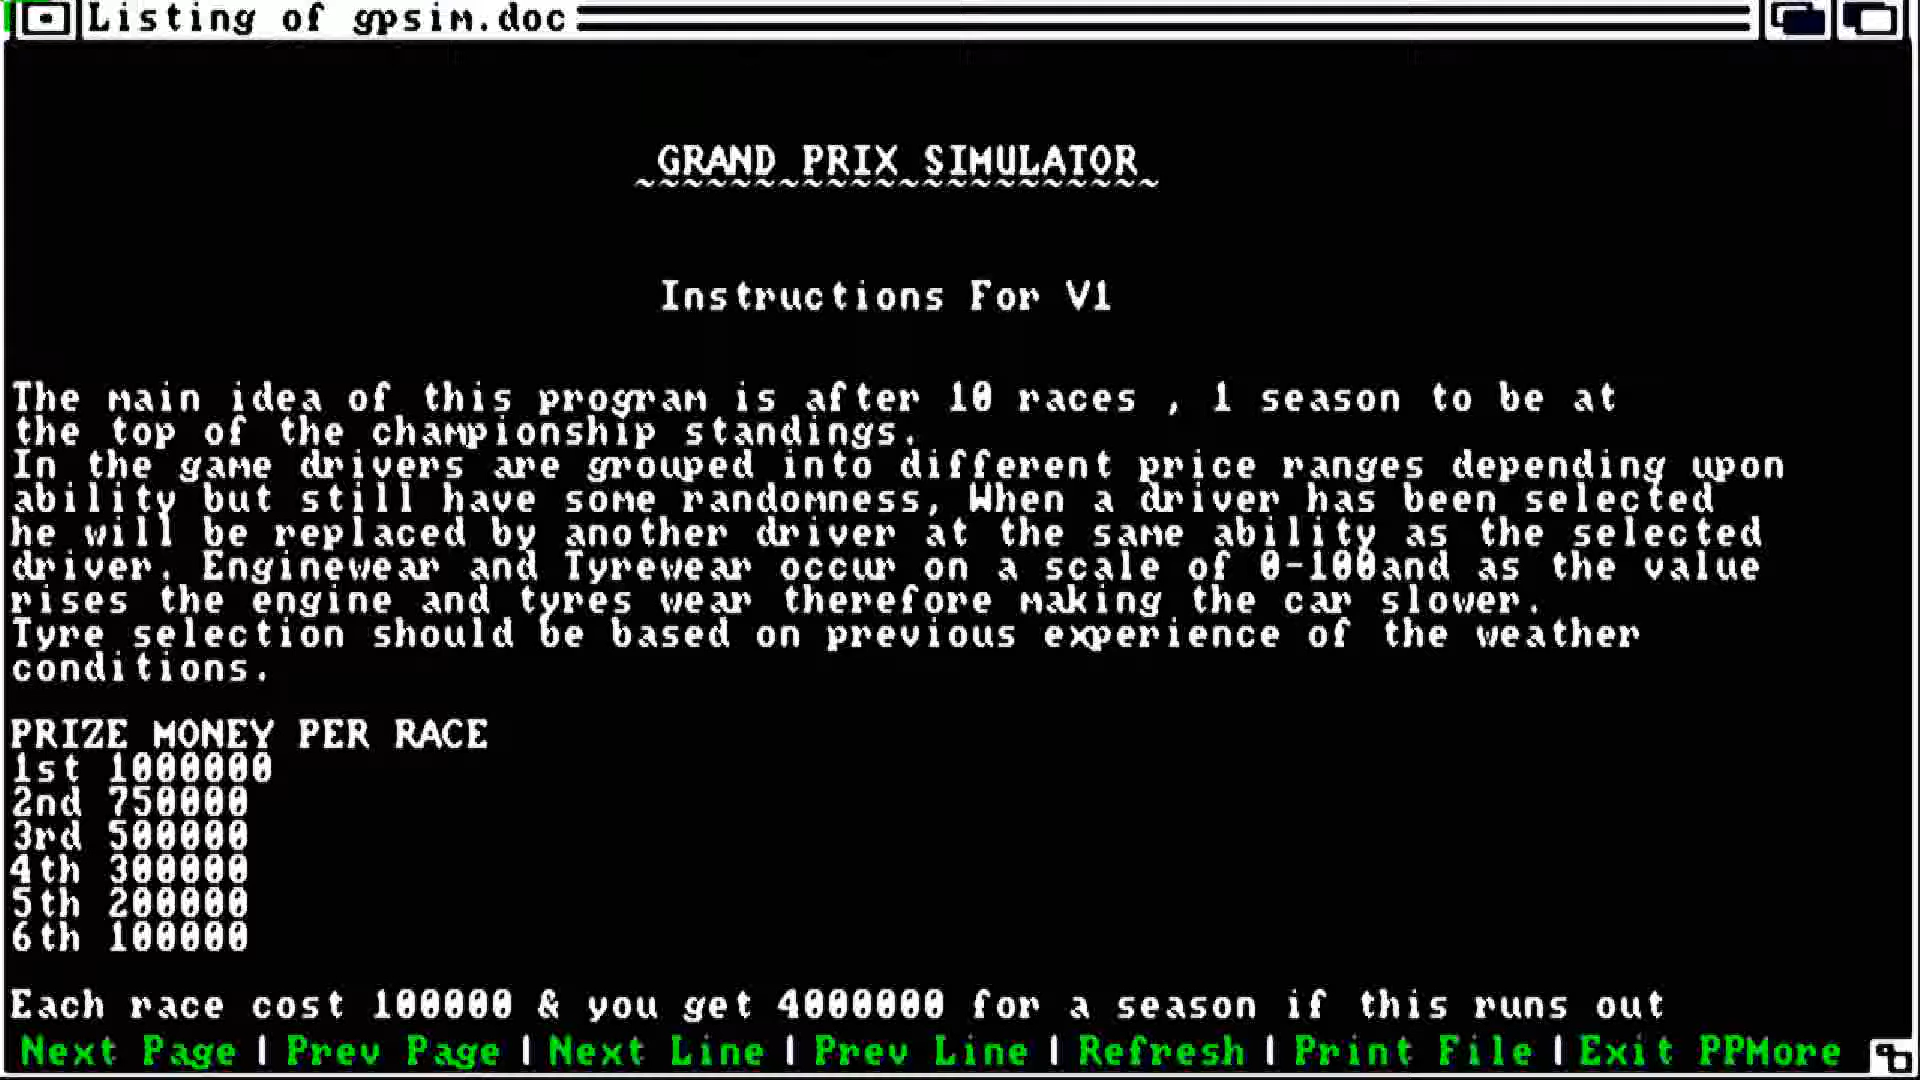 Listing of gpsim.doc
GRAND PRIX SIMULATOR
~~~~~~~~~~~~~~~~~~~~~~
Instructions For V1
The main idea of this program is after 10 races , 1 season to be at
the top of the championship standings.
In the game drivers are grouped into different price ranges depending upon
ability but still have some randomness, When a driver has been selected
he will be replaced by another driver at the same ability as the selected
driver. Enginewear and Tyrewear occur on a scale of 0-100and as the value
rises the engine and tyres wear therefore making the car slower.
Tyre selection should be based on previous experience of the weather
conditions.
PRIZE MONEY PER RACE
1st 1000000
2nd 750000
3rd 500000
4th 300000
5th 200000
6th 100000
Each race cost 100000 & you get 4000000 for a season if this runs out
Next Page | Prev Page | Next Line | Prev Line | Refresh | Print File | Exit PPMore